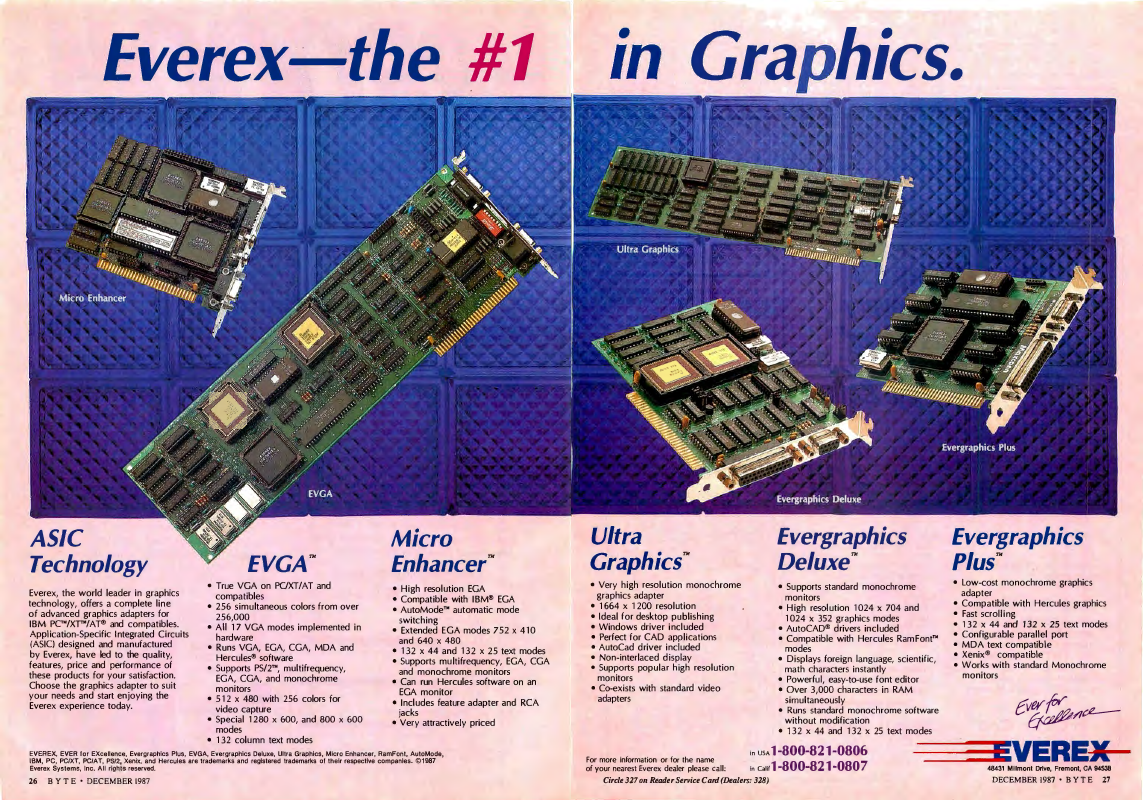 Everex—the #1 in Graphics.
Micro Enhancer
EVGA
Ultra Graphics
Evergraphics Deluxe
Evergraphics Plus
ASIC
Technology
Everex, the world leader in graphics
technology, offers a complete line
of advanced graphics adapters for
IBM PC™/XT™/AT® and compatibles.
Application-Specific Integrated Circuits
(ASIC) designed and manufactured
by Everex, have led to the quality,
features, price and performance of
these products for your satisfaction.
Choose the graphics adapter to suit
your needs and start enjoying the
Everex experience today.
EVGA™
• True VGA on PC/XT/AT and
compatibles
• 256 simultaneous colors from over
256,000
• All 17 VGA modes implemented in
hardware
• Runs VGA, EGA, CGA, MDA and
Hercules® software
• Supports PS/2™, multifrequency,
EGA, CGA, and monochrome
monitors
• 512 x 480 with 256 colors for
video capture
• Special 1280 x 600, and 800 x 600
modes
• 132 column text modes
Micro
Enhancer™
• High resolution EGA
• Compatible with IBM® EGA
• AutoMode™ automatic mode
switching
• Extended EGA modes 752 x 410
and 640 x 480
• 132 x 44 and 132 x 25 text modes
• Supports multifrequency, EGA, CGA
and monochrome monitors
• Can run Hercules software on an
EGA monitor
• Includes feature adapter and RCA
jacks
• Very attractively priced
Ultra
Graphics™
• Very high resolution monochrome
graphics adapter
• 1664 x 1200 resolution
• Ideal for desktop publishing
• Windows driver included
• Perfect for CAD applications
• AutoCad driver included
• Non-interlaced display
• Supports popular high resolution
monitors
• Co-exists with standard video
adapters
Evergraphics
Deluxe™
• Supports standard monochrome
monitors
• High resolution 1024 x 704 and
1024 x 352 graphics modes
• AutoCAD® drivers included
• Compatible with Hercules RamFont™
modes
• Displays foreign language, scientific,
math characters instantly
• Powerful, easy-to-use font editor
• Over 3,000 characters in RAM
simultaneously
• Runs standard monochrome software
without modification
• 132 x 44 and 132 x 25 text modes
Evergraphics
Plus™
• Low-cost monochrome graphics
adapter
• Compatible with Hercules graphics
• Fast scrolling
• 132 x 44 and 132 x 25 text modes
• Configurable parallel port
• MDA text compatible
• Xenix® compatible
• Works with standard Monochrome
monitors
Ever for
Excellence
EVEREX, EVER for EXcellence, Evergraphics Plus, EVGA, Evergraphics Deluxe, Ultra Graphics, Micro Enhancer, RamFont, AutoMode,
IBM, PC, PC/XT, PC/AT, PS/2, Xenix, and Hercules are trademarks and registered trademarks of their respective companies. ©1987
Everex Systems, Inc. All rights reserved.
26 BYTE • DECEMBER 1987
For more information or for the name
of your nearest Everex dealer please call:
in USA 1-800-821-0806
in Calif 1-800-821-0807
Circle 327 on Reader Service Card (Dealers: 328)
EVEREX
48431 Milmont Drive, Fremont, CA 94538
DECEMBER 1987 • BYTE 27